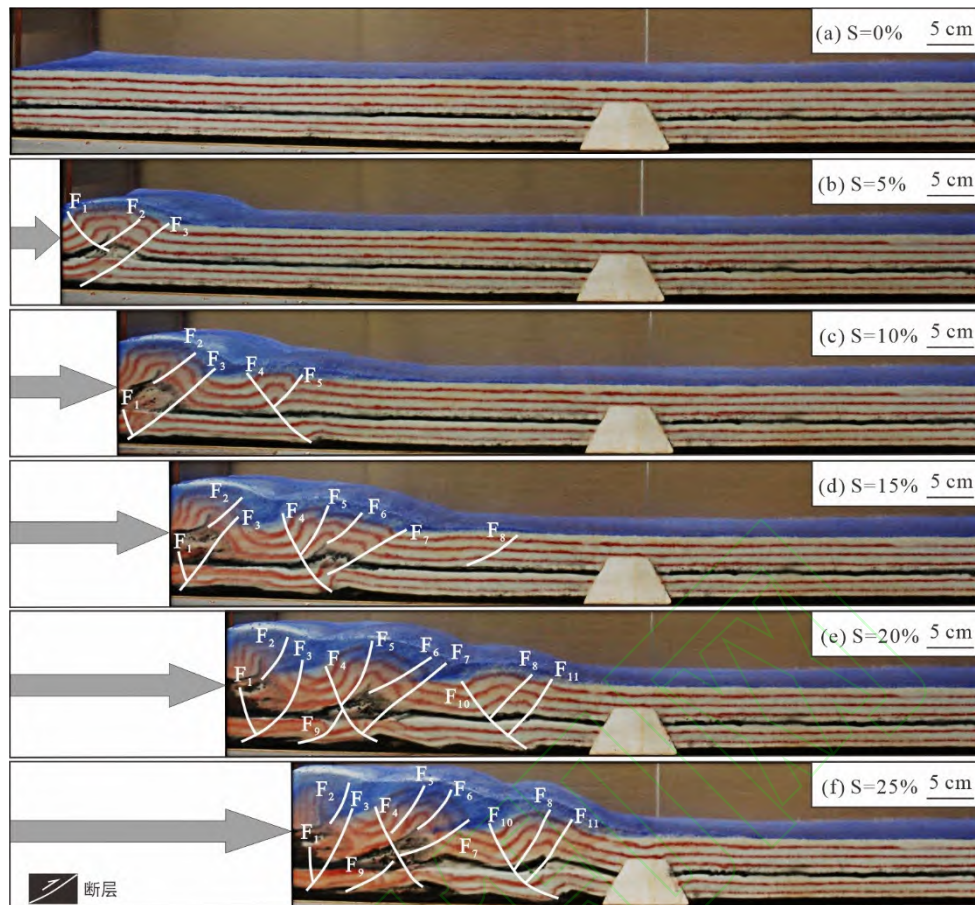 (a) S=0% 5 cm
(b) S=5% 5 cm
F1 F2 F3
(c) S=10% 5 cm
F2 F3 F4 F5
F1
(d) S=15% 5 cm
F2 F3 F4 F5 F6 F7 F8
F1
(e) S=20% 5 cm
F2 F3 F4 F5 F6 F7 F8 F11
F1 F10
F9
(f) S=25% 5 cm
F2 F3 F4 F5 F6 F10 F8 F11
F1 F7
F9
断层